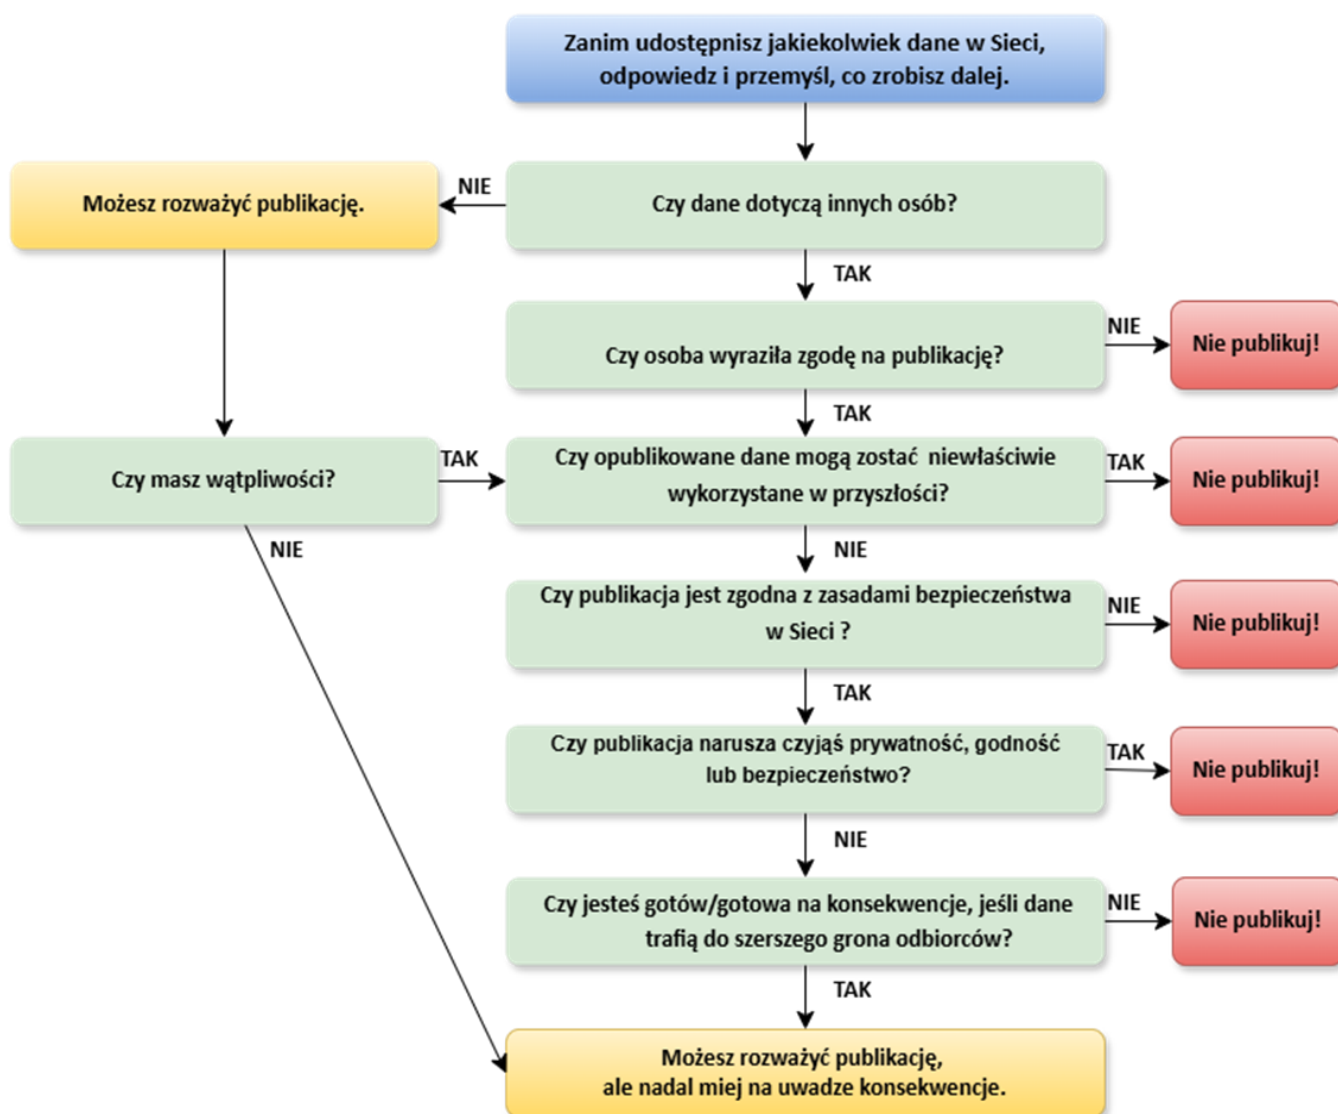 Zanim udostępnisz jakiekolwiek dane w Sieci,
odpowiedz i przemyśl, co zrobisz dalej.
Możesz rozważyć publikację.
NIE
Czy dane dotyczą innych osób?
TAK
Czy osoba wyraziła zgodę na publikację?
NIE
Nie publikuj!
TAK
Czy masz wątpliwości?
TAK
Czy opublikowane dane mogą zostać  niewłaściwie
wykorzystane w przyszłości?
TAK
Nie publikuj!
NIE
NIE
Czy publikacja jest zgodna z zasadami bezpieczeństwa
w Sieci ?
NIE
Nie publikuj!
TAK
Czy publikacja narusza czyjąś prywatność, godność
lub bezpieczeństwo?
TAK
Nie publikuj!
NIE
Czy jesteś gotów/gotowa na konsekwencje, jeśli dane
trafią do szerszego grona odbiorców?
NIE
Nie publikuj!
TAK
Możesz rozważyć publikację,
ale nadal miej na uwadze konsekwencje.